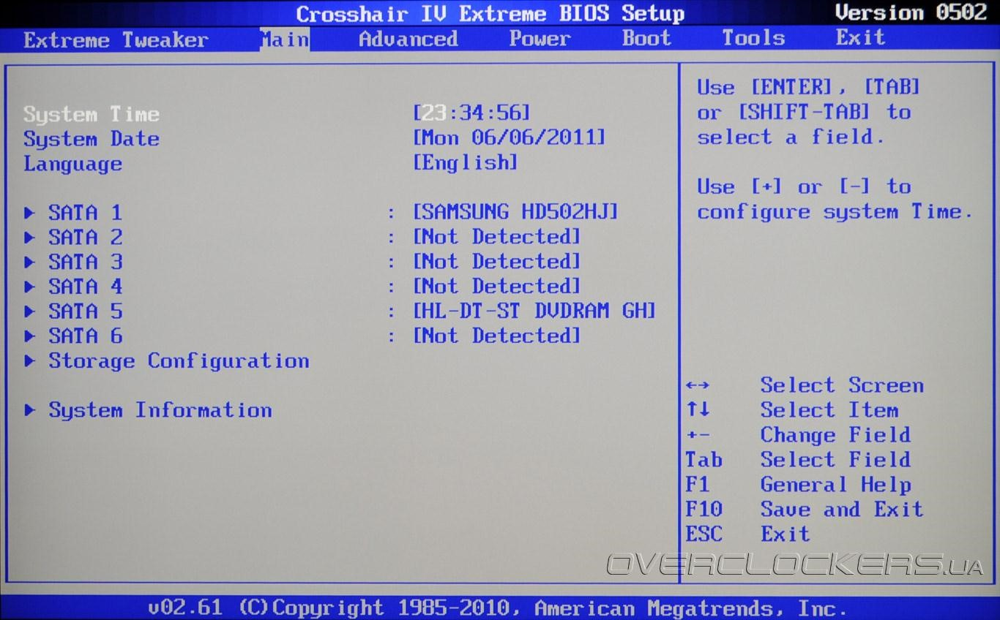 Crosshair IV Extreme BIOS Setup Version 0502
Extreme Tweaker Main Advanced Power Boot Tools Exit
System Time [23:34:56]
System Date [Mon 06/06/2011]
Language [English]
▶ SATA 1 : [SAMSUNG HD502HJ]
▶ SATA 2 : [Not Detected]
▶ SATA 3 : [Not Detected]
▶ SATA 4 : [Not Detected]
▶ SATA 5 : [HL-DT-ST DVDRAM GH]
▶ SATA 6 : [Not Detected]
▶ Storage Configuration
▶ System Information
Use [ENTER], [TAB]
or [SHIFT-TAB] to
select a field.
Use [+] or [-] to
configure system Time.
←→ Select Screen
↑↓ Select Item
+- Change Field
Tab Select Field
F1 General Help
F10 Save and Exit
ESC Exit
OVERCLOCKERS.UA
v02.61 (C)Copyright 1985-2010, American Megatrends, Inc.